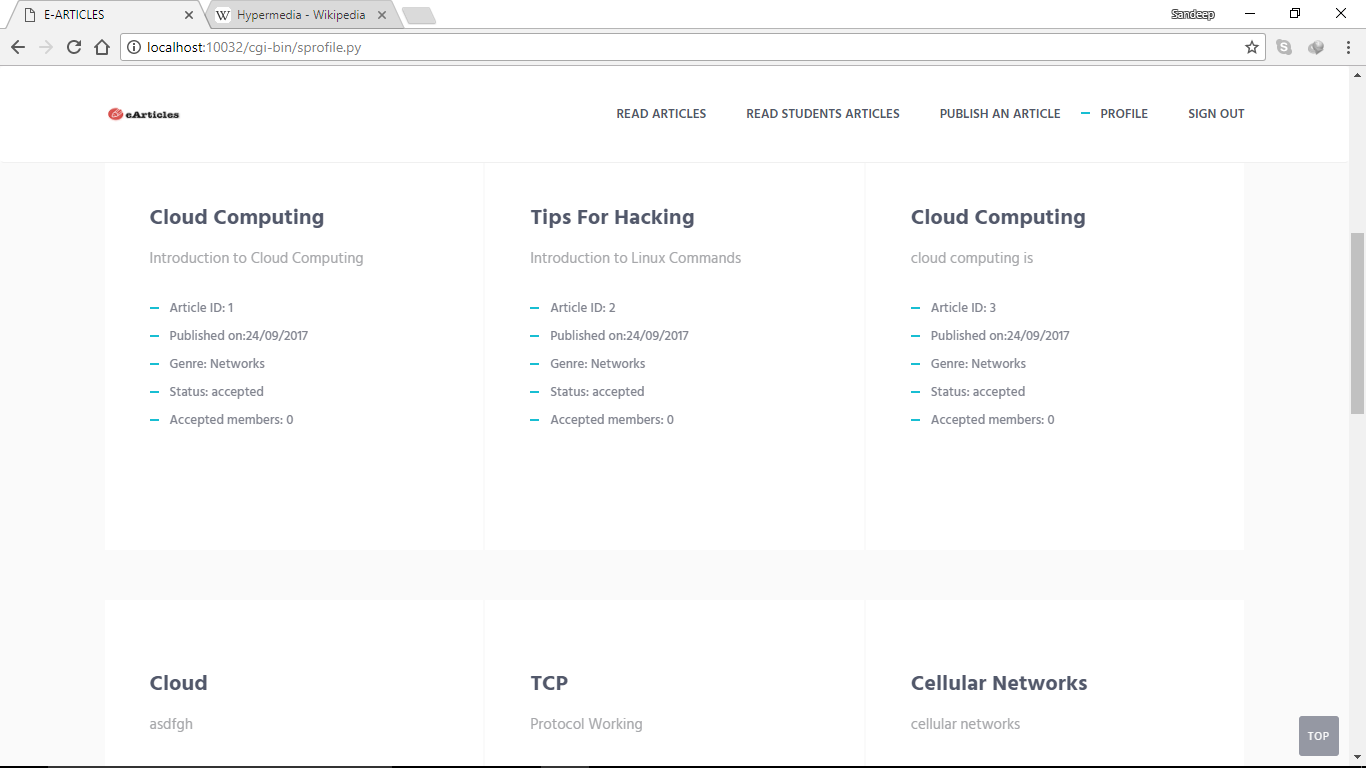 E-ARTICLES
Hypermedia - Wikipedia
Sandeep
localhost:10032/cgi-bin/sprofile.py
eArticles
READ ARTICLES
READ STUDENTS ARTICLES
PUBLISH AN ARTICLE
PROFILE
SIGN OUT
Cloud Computing
Introduction to Cloud Computing
Article ID: 1
Published on:24/09/2017
Genre: Networks
Status: accepted
Accepted members: 0
Tips For Hacking
Introduction to Linux Commands
Article ID: 2
Published on:24/09/2017
Genre: Networks
Status: accepted
Accepted members: 0
Cloud Computing
cloud computing is
Article ID: 3
Published on:24/09/2017
Genre: Networks
Status: accepted
Accepted members: 0
Cloud
asdfgh
TCP
Protocol Working
Cellular Networks
cellular networks
TOP